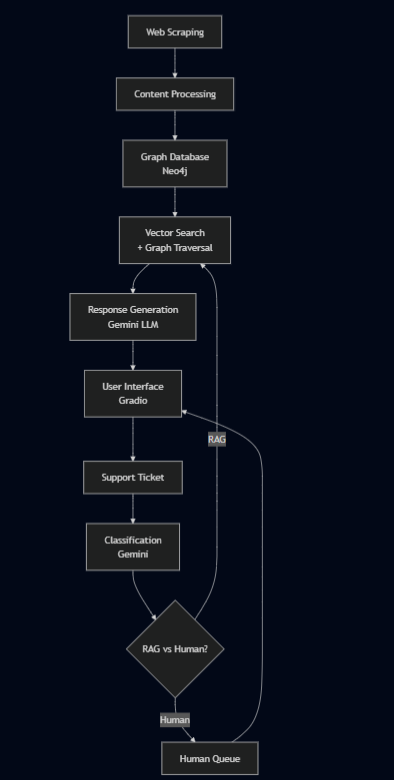 Web Scraping
Content Processing
Graph Database
Neo4j
Vector Search
+ Graph Traversal
Response Generation
Gemini LLM
User Interface
Gradio
RAG
Support Ticket
Classification
Gemini
RAG vs Human?
Human
Human Queue